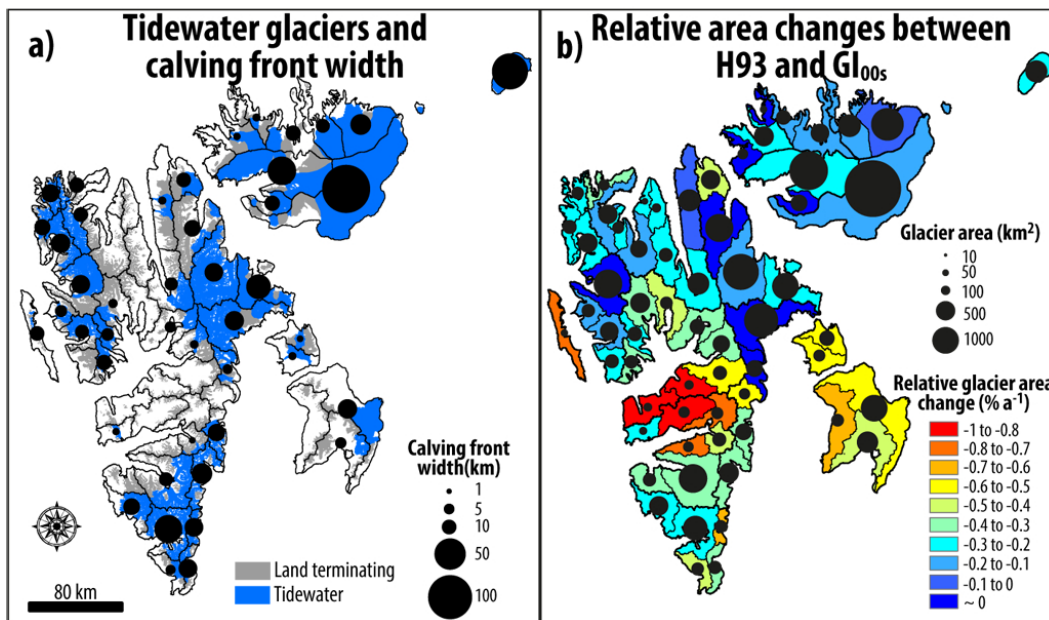 a)
Tidewater glaciers and
calving front width
Calving front
width(km)
1
5
10
50
100
Land terminating
Tidewater
80 km
b)
Relative area changes between
H93 and GI00s
Glacier area (km²)
10
50
100
500
1000
Relative glacier area
change (% a⁻¹)
-1 to -0.8
-0.8 to -0.7
-0.7 to -0.6
-0.6 to -0.5
-0.5 to -0.4
-0.4 to -0.3
-0.3 to -0.2
-0.2 to -0.1
-0.1 to 0
~ 0